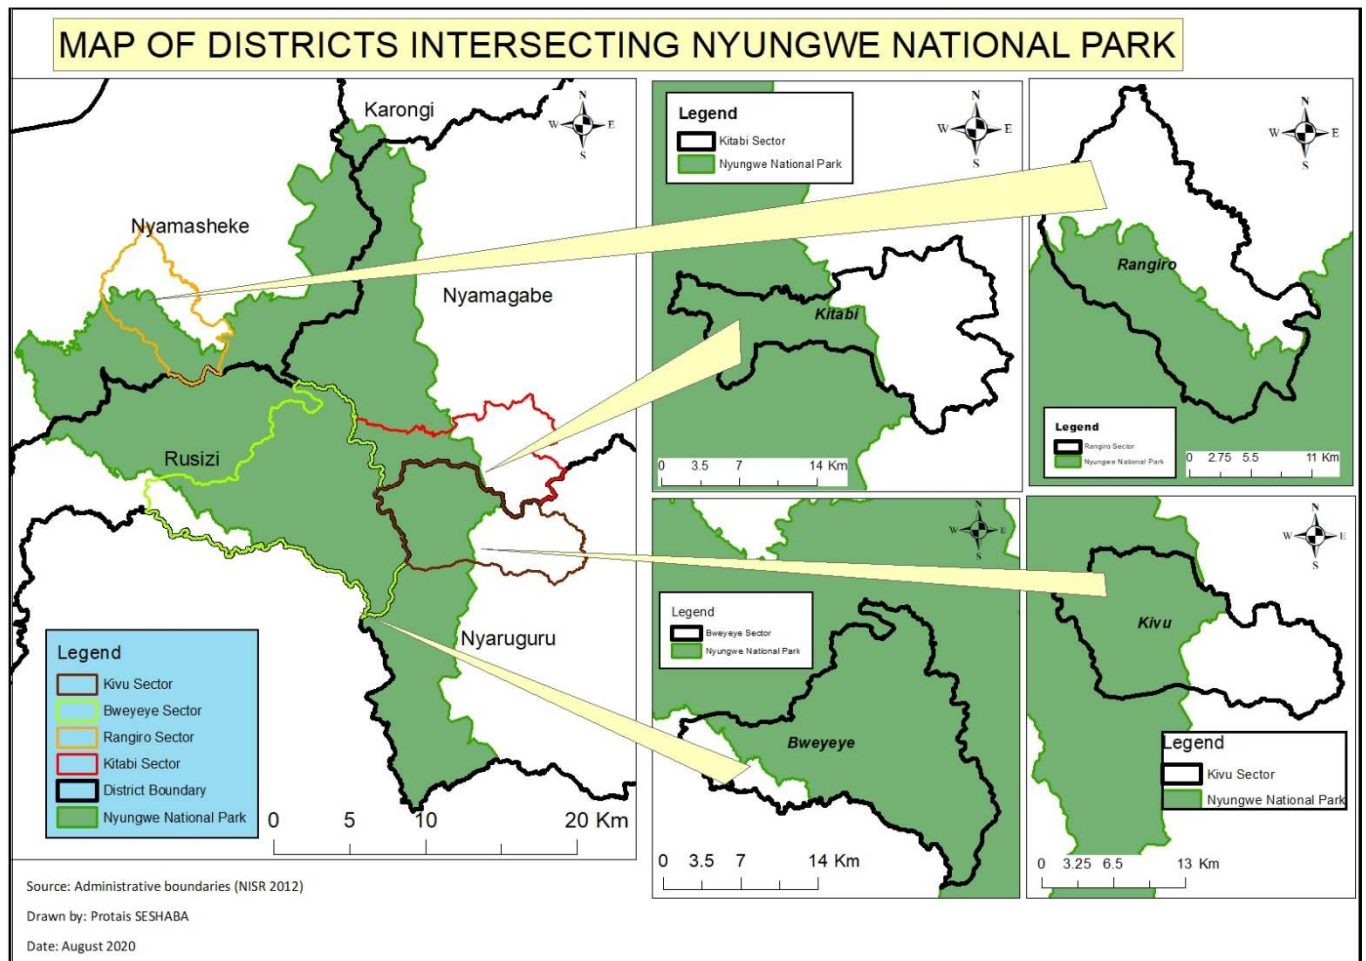 MAP OF DISTRICTS INTERSECTING NYUNGWE NATIONAL PARK
Karongi
N
W E
S
Nyamasheke
Nyamagabe
Rusizi
Nyaruguru
Legend
Kivu Sector
Bweyeye Sector
Rangiro Sector
Kitabi Sector
District Boundary
Nyungwe National Park
0 5 10 20 Km
Legend
Kitabi Sector
Nyungwe National Park
N
W E
S
Kitabi
0 3.5 7 14 Km
N
W E
S
Rangiro
Legend
Rangiro Sector
Nyungwe National Park
0 2.75 5.5 11 Km
N
W E
S
Legend
Bweyeye Sector
Nyungwe National Park
Bweyeye
0 3.5 7 14 Km
N
W E
S
Kivu
Legend
Kivu Sector
Nyungwe National Park
0 3.25 6.5 13 Km
Source: Administrative boundaries (NISR 2012)
Drawn by: Protais SESHABA
Date: August 2020